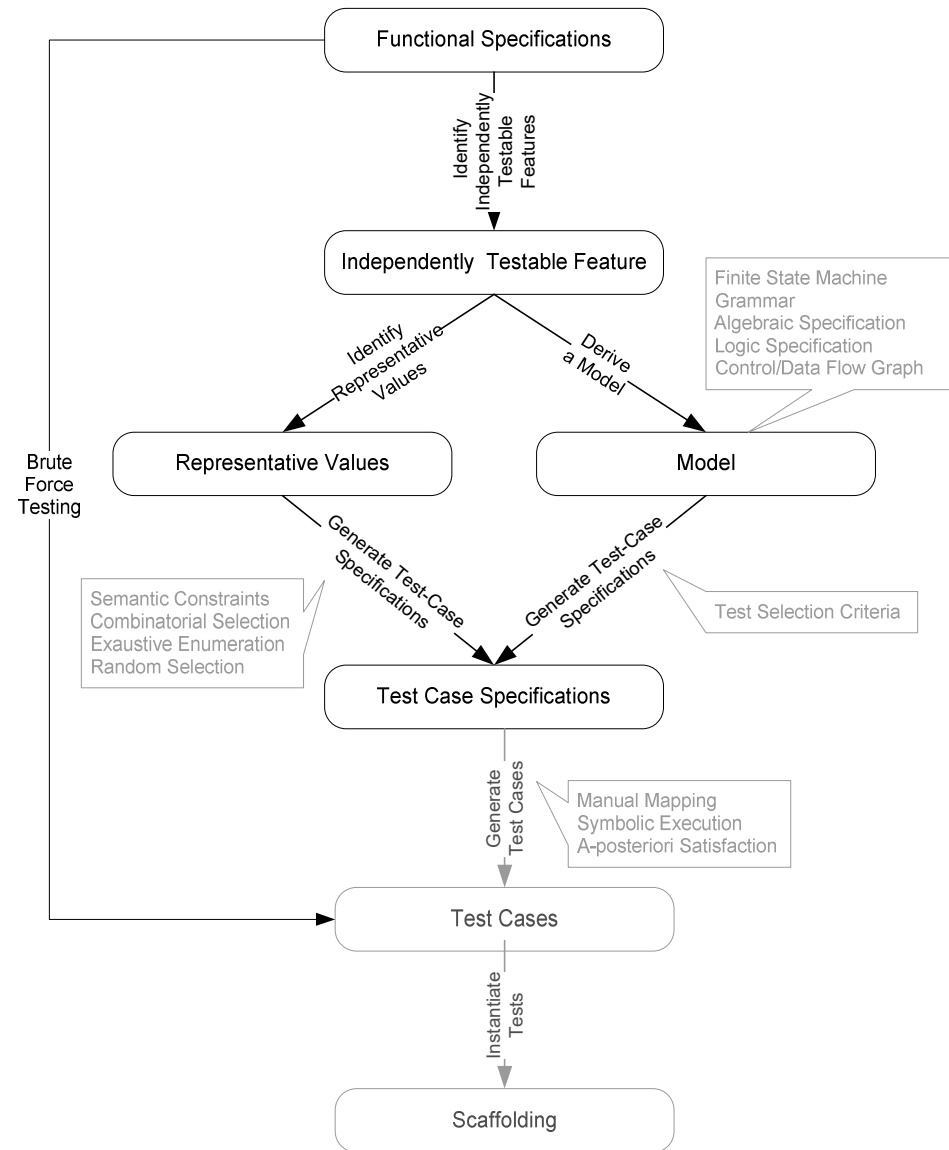 Functional Specifications
Identify
Independently
Testable
Features
Independently Testable Feature
Finite State Machine
Grammar
Algebraic Specification
Logic Specification
Control/Data Flow Graph
Identify
Representative
Values
Derive
a Model
Brute
Force
Testing
Representative Values
Model
Generate Test-Case
Specifications
Generate Test-Case
Specifications
Semantic Constraints
Combinatorial Selection
Exaustive Enumeration
Random Selection
Test Selection Criteria
Test Case Specifications
Generate
Test Cases
Manual Mapping
Symbolic Execution
A-posteriori Satisfaction
Test Cases
Instantiate
Tests
Scaffolding